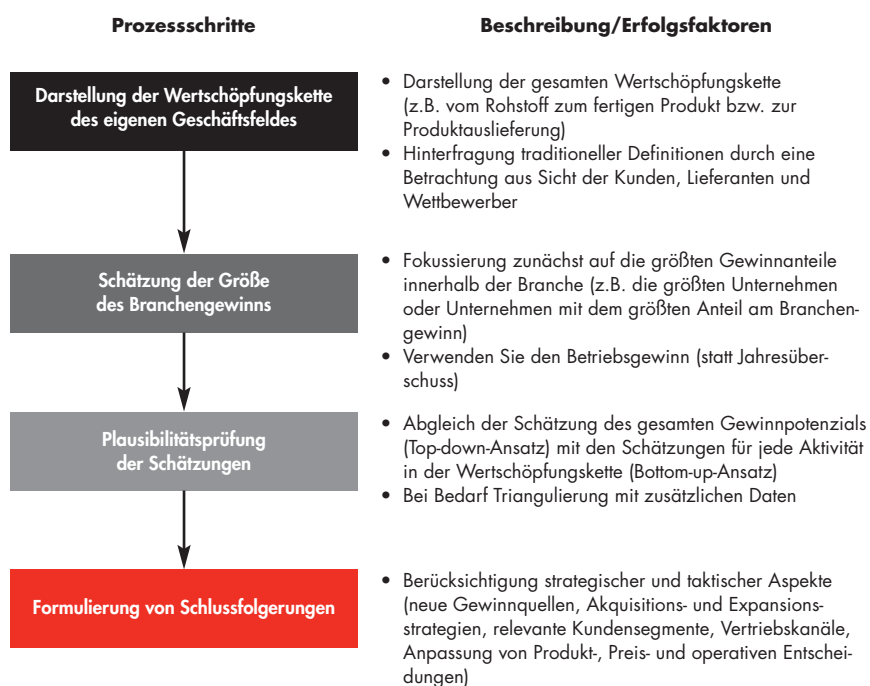 Prozessschritte
Beschreibung/Erfolgsfaktoren
Darstellung der Wertschöpfungskette
des eigenen Geschäftsfeldes
• Darstellung der gesamten Wertschöpfungskette
(z.B. vom Rohstoff zum fertigen Produkt bzw. zur
Produktauslieferung)
• Hinterfragung traditioneller Definitionen durch eine
Betrachtung aus Sicht der Kunden, Lieferanten und
Wettbewerber
Schätzung der Größe
des Branchengewinns
• Fokussierung zunächst auf die größten Gewinnanteile
innerhalb der Branche (z.B. die größten Unternehmen
oder Unternehmen mit dem größten Anteil am Branchen-
gewinn)
• Verwenden Sie den Betriebsgewinn (statt Jahresüber-
schuss)
Plausibilitätsprüfung
der Schätzungen
• Abgleich der Schätzung des gesamten Gewinnpotenzials
(Top-down-Ansatz) mit den Schätzungen für jede Aktivität
in der Wertschöpfungskette (Bottom-up-Ansatz)
• Bei Bedarf Triangulierung mit zusätzlichen Daten
Formulierung von Schlussfolgerungen
• Berücksichtigung strategischer und taktischer Aspekte
(neue Gewinnquellen, Akquisitions- und Expansions-
strategien, relevante Kundensegmente, Vertriebskanäle,
Anpassung von Produkt-, Preis- und operativen Entschei-
dungen)